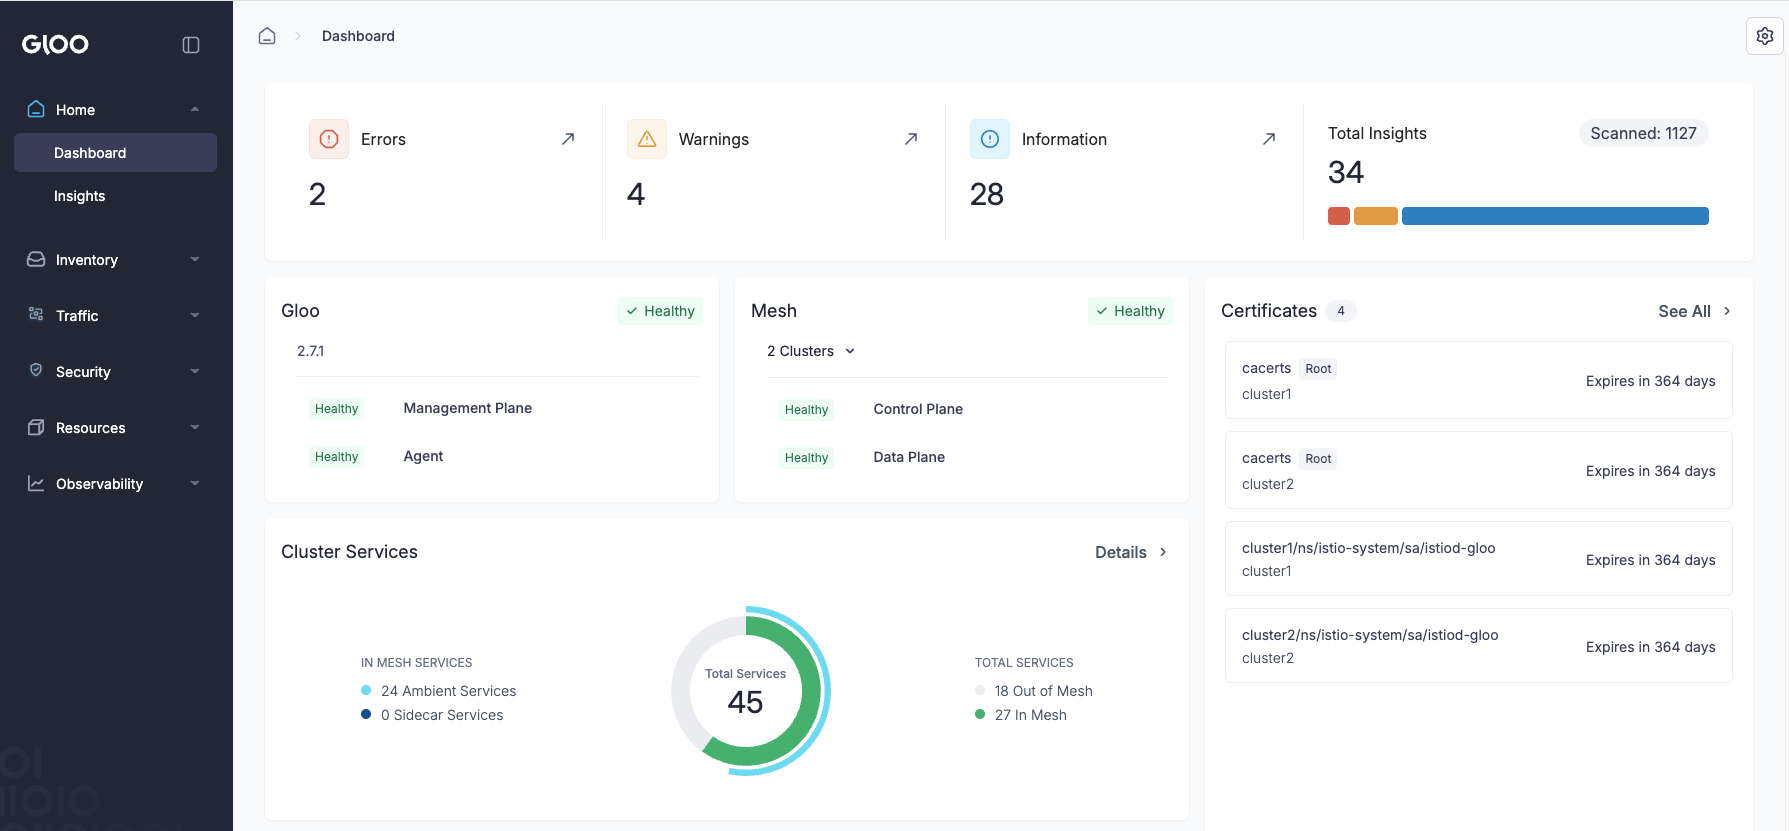 GLOO
Home
Dashboard
Insights
Inventory
Traffic
Security
Resources
Observability
Dashboard
Errors
2
Warnings
4
Information
28
Total Insights
Scanned: 1127
34
Gloo
Healthy
2.7.1
Healthy Management Plane
Healthy Agent
Mesh
Healthy
2 Clusters
Healthy Control Plane
Healthy Data Plane
Certificates 4
See All
cacerts Root
cluster1
Expires in 364 days
cacerts Root
cluster2
Expires in 364 days
cluster1/ns/istio-system/sa/istiod-gloo
cluster1
Expires in 364 days
cluster2/ns/istio-system/sa/istiod-gloo
cluster2
Expires in 364 days
Cluster Services
Details
IN MESH SERVICES
24 Ambient Services
0 Sidecar Services
Total Services
45
TOTAL SERVICES
18 Out of Mesh
27 In Mesh